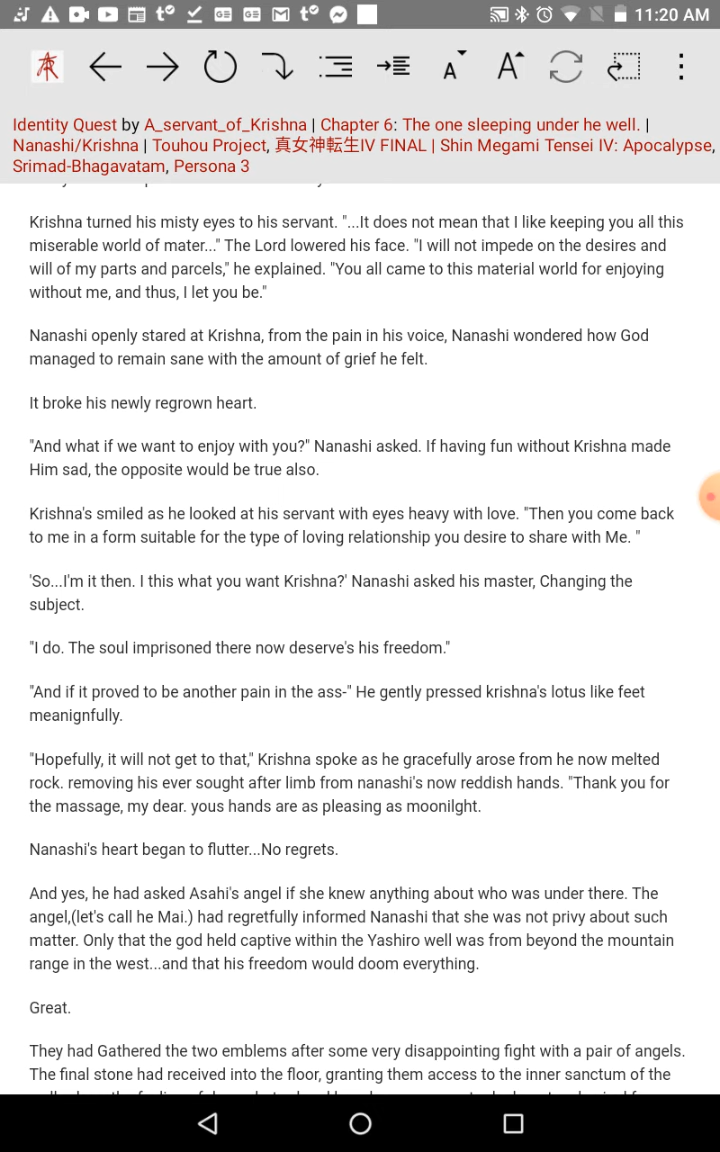 11:20 AM
A A
Identity Quest by A_servant_of_Krishna | Chapter 6: The one sleeping under he well. |
Nanashi/Krishna | Touhou Project, 真女神転生IV FINAL | Shin Megami Tensei IV: Apocalypse,
Srimad-Bhagavatam, Persona 3
Krishna turned his misty eyes to his servant. "...It does not mean that I like keeping you all this
miserable world of mater..." The Lord lowered his face. "I will not impede on the desires and
will of my parts and parcels," he explained. "You all came to this material world for enjoying
without me, and thus, I let you be."
Nanashi openly stared at Krishna, from the pain in his voice, Nanashi wondered how God
managed to remain sane with the amount of grief he felt.
It broke his newly regrown heart.
"And what if we want to enjoy with you?" Nanashi asked. If having fun without Krishna made
Him sad, the opposite would be true also.
Krishna's smiled as he looked at his servant with eyes heavy with love. "Then you come back
to me in a form suitable for the type of loving relationship you desire to share with Me. "
'So...I'm it then. I this what you want Krishna?' Nanashi asked his master, Changing the
subject.
"I do. The soul imprisoned there now deserve's his freedom."
"And if it proved to be another pain in the ass-" He gently pressed krishna's lotus like feet
meanignfully.
"Hopefully, it will not get to that," Krishna spoke as he gracefully arose from he now melted
rock. removing his ever sought after limb from nanashi's now reddish hands. "Thank you for
the massage, my dear. yous hands are as pleasing as moonilght.
Nanashi's heart began to flutter...No regrets.
And yes, he had asked Asahi's angel if she knew anything about who was under there. The
angel,(let's call he Mai.) had regretfully informed Nanashi that she was not privy about such
matter. Only that the god held captive within the Yashiro well was from beyond the mountain
range in the west...and that his freedom would doom everything.
Great.
They had Gathered the two emblems after some very disappointing fight with a pair of angels.
The final stone had received into the floor, granting them access to the inner sanctum of the